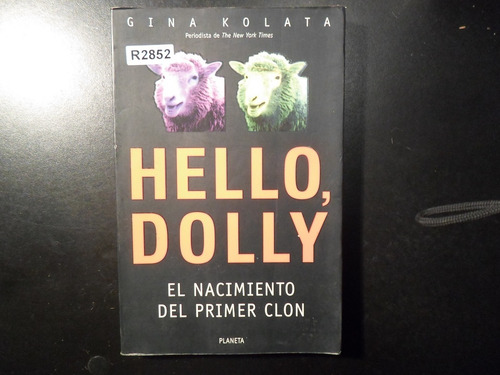 GINA KOLATA
Periodista de The New York Times
R2852
HELLO,
DOLLY
EL NACIMIENTO
DEL PRIMER CLON
PLANETA